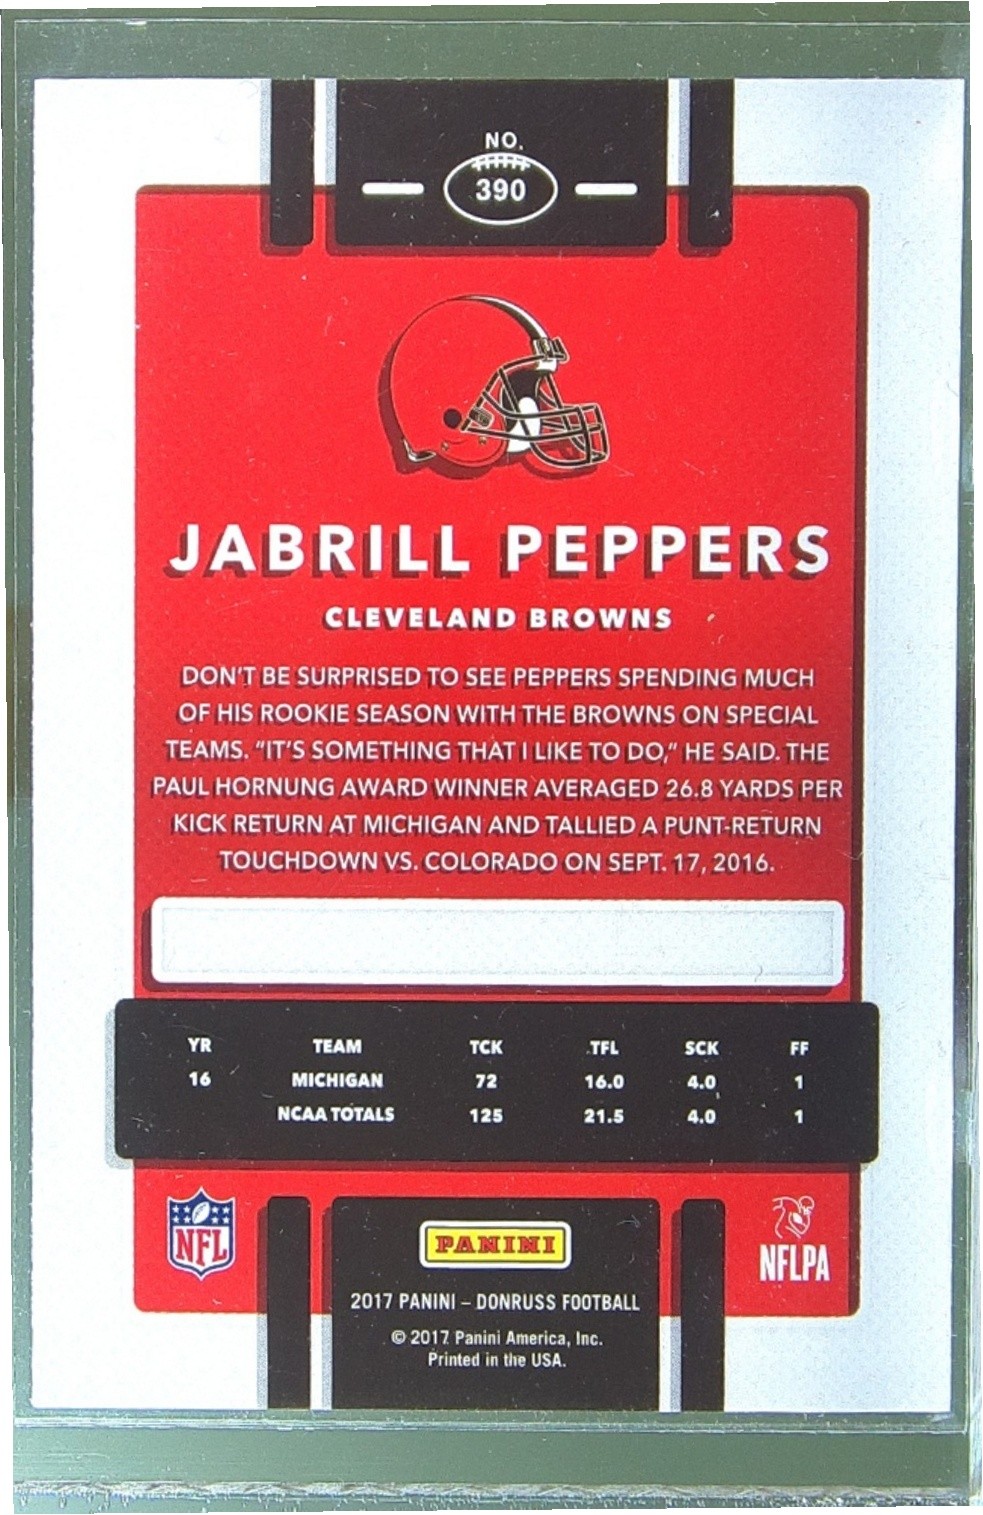 NO.
390
JABRILL PEPPERS
CLEVELAND BROWNS
DON'T BE SURPRISED TO SEE PEPPERS SPENDING MUCH
OF HIS ROOKIE SEASON WITH THE BROWNS ON SPECIAL
TEAMS. "IT'S SOMETHING THAT I LIKE TO DO," HE SAID. THE
PAUL HORNUNG AWARD WINNER AVERAGED 26.8 YARDS PER
KICK RETURN AT MICHIGAN AND TALLIED A PUNT-RETURN
TOUCHDOWN VS. COLORADO ON SEPT. 17, 2016.
YR TEAM TCK TFL SCK FF
16 MICHIGAN 72 16.0 4.0 1
NCAA TOTALS 125 21.5 4.0 1
NFL PANINI NFLPA
2017 PANINI – DONRUSS FOOTBALL
© 2017 Panini America, Inc.
Printed in the USA.